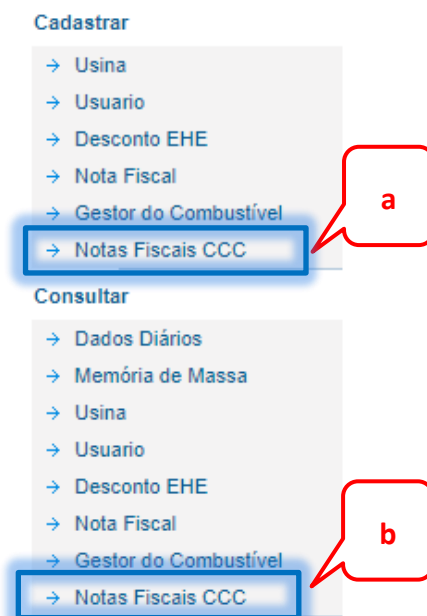 Cadastrar
→ Usina
→ Usuario
→ Desconto EHE
→ Nota Fiscal
→ Gestor do Combustível
→ Notas Fiscais CCC
a
Consultar
→ Dados Diários
→ Memória de Massa
→ Usina
→ Usuario
→ Desconto EHE
→ Nota Fiscal
→ Gestor do Combustível
→ Notas Fiscais CCC
b